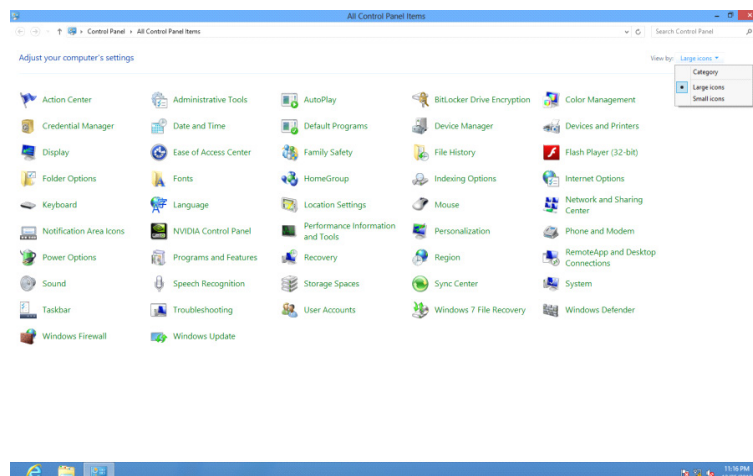 All Control Panel Items
Control Panel All Control Panel Items
Search Control Panel
Adjust your computer's settings
View by: Large icons
Category
Large icons
Small icons
Action Center
Administrative Tools
AutoPlay
BitLocker Drive Encryption
Color Management
Credential Manager
Date and Time
Default Programs
Device Manager
Devices and Printers
Display
Ease of Access Center
Family Safety
File History
Flash Player (32-bit)
Folder Options
Fonts
HomeGroup
Indexing Options
Internet Options
Keyboard
Language
Location Settings
Mouse
Network and Sharing
Center
Notification Area Icons
NVIDIA Control Panel
Performance Information
and Tools
Personalization
Phone and Modem
Power Options
Programs and Features
Recovery
Region
RemoteApp and Desktop
Connections
Sound
Speech Recognition
Storage Spaces
Sync Center
System
Taskbar
Troubleshooting
User Accounts
Windows 7 File Recovery
Windows Defender
Windows Firewall
Windows Update
11:16 PM